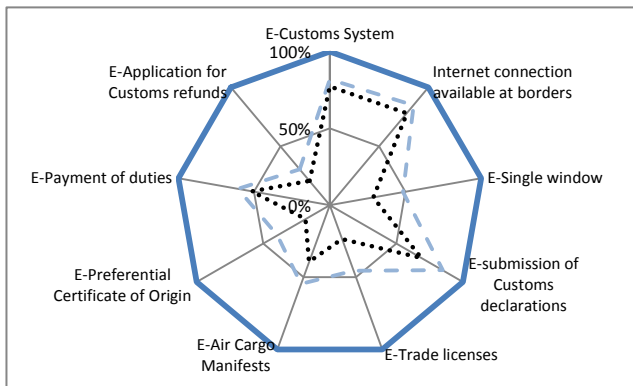 E-Customs System
100%
Internet connection
available at borders
E-Application for
Customs refunds
50%
E-Payment of duties
E-Single window
0%
E-Preferential
Certificate of Origin
E-submission of
Customs
declarations
E-Air Cargo
Manifests
E-Trade licenses